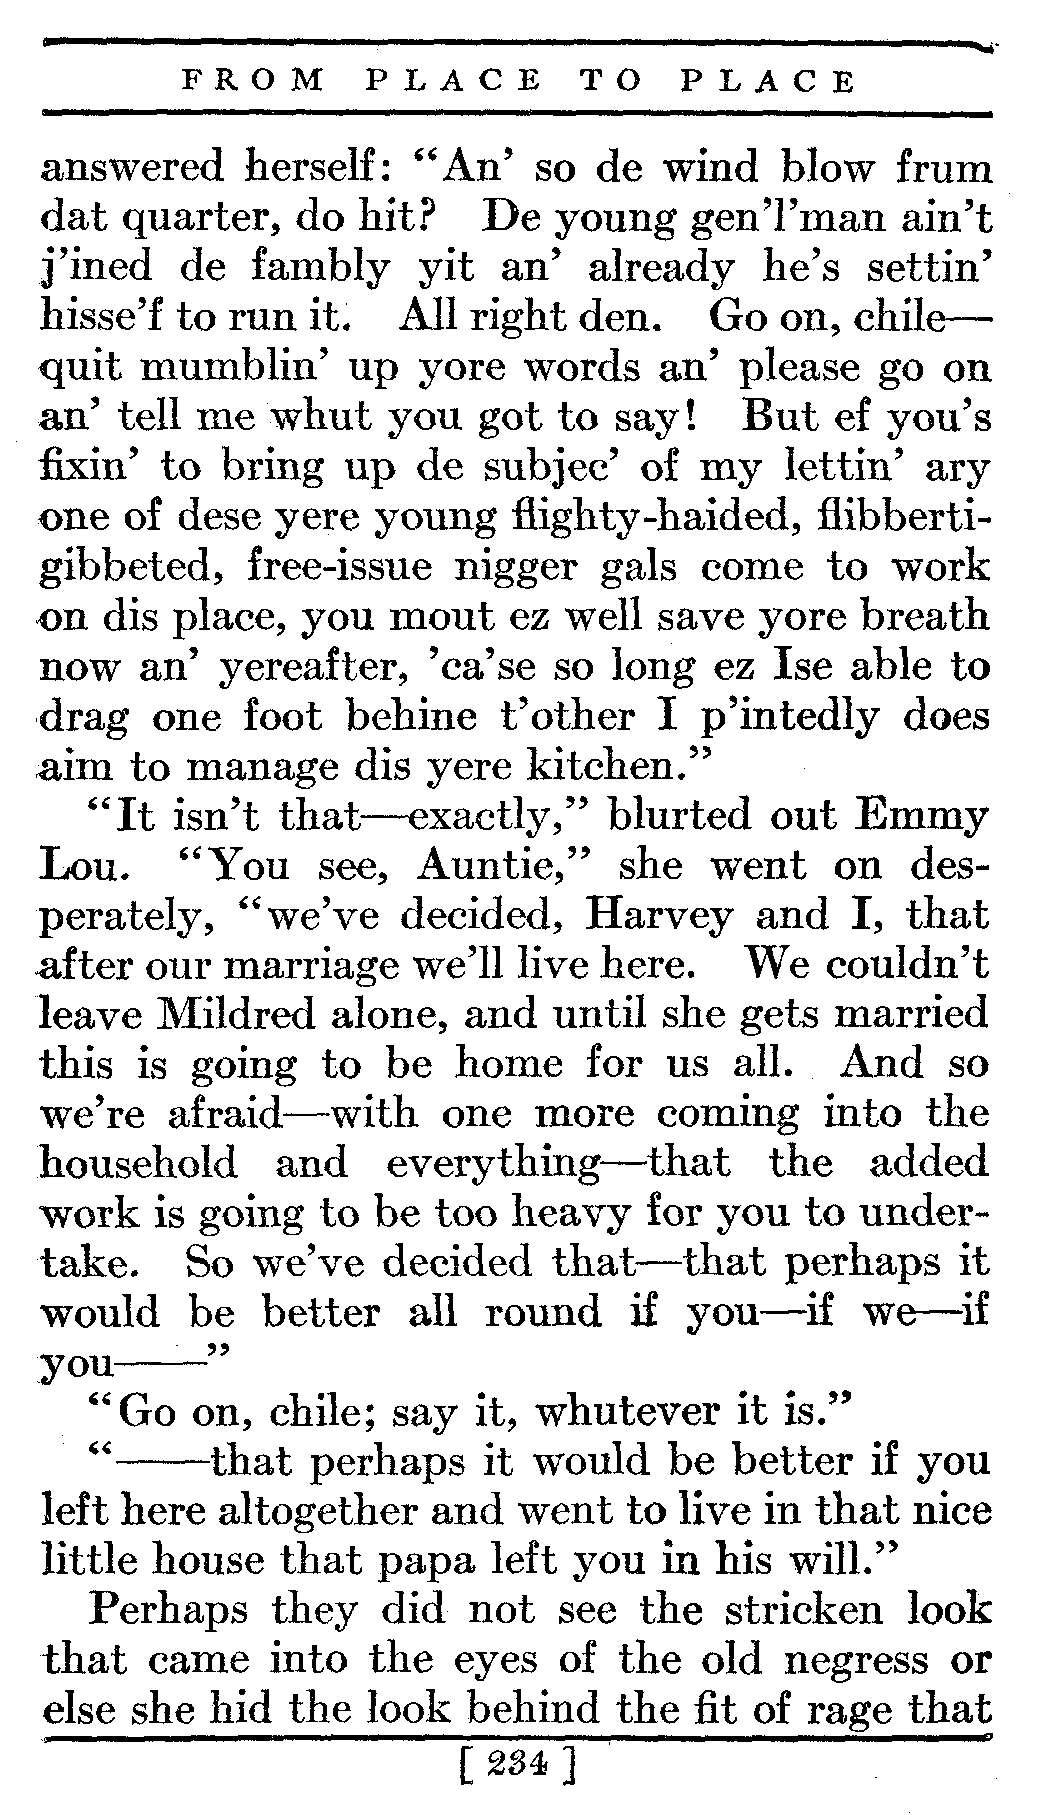 FROM PLACE TO PLACE
answered herself: "An' so de wind blow frum
dat quarter, do hit? De young gen'l'man ain't
j'ined de fambly yit an' already he's settin'
hisse'f to run it. All right den. Go on, chile—
quit mumblin' up yore words an' please go on
an' tell me whut you got to say! But ef you's
fixin' to bring up de subjec' of my lettin' ary
one of dese yere young flighty-haided, flibberti-
gibbeted, free-issue nigger gals come to work
on dis place, you mout ez well save yore breath
now an' yereafter, 'ca'se so long ez Ise able to
drag one foot behine t'other I p'intedly does
aim to manage dis yere kitchen."
"It isn't that—exactly," blurted out Emmy
Lou. "You see, Auntie," she went on des-
perately, "we've decided, Harvey and I, that
after our marriage we'll live here. We couldn't
leave Mildred alone, and until she gets married
this is going to be home for us all. And so
we're afraid—with one more coming into the
household and everything—that the added
work is going to be too heavy for you to under-
take. So we've decided that—that perhaps it
would be better all round if you—if we—if
you——"
"Go on, chile; say it, whutever it is."
"——that perhaps it would be better if you
left here altogether and went to live in that nice
little house that papa left you in his will."
Perhaps they did not see the stricken look
that came into the eyes of the old negress or
else she hid the look behind the fit of rage that
[ 234 ]